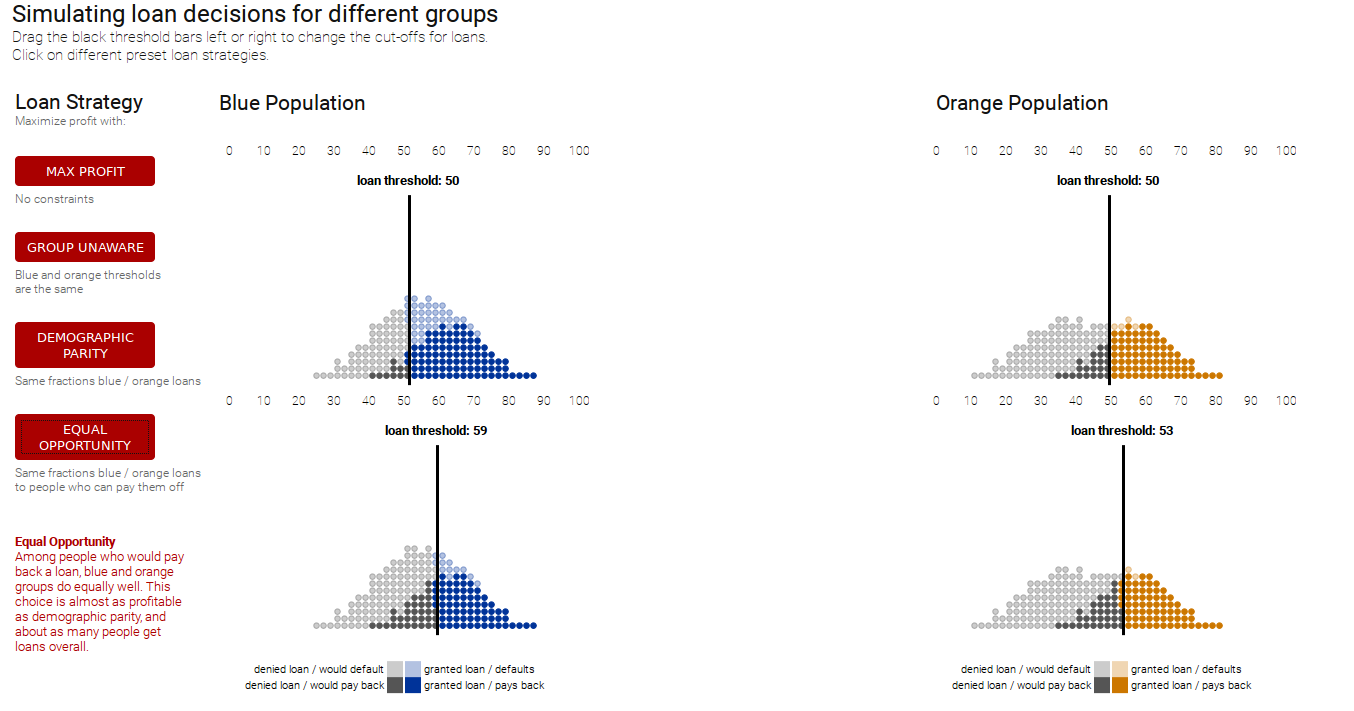 Simulating loan decisions for different groups
Drag the black threshold bars left or right to change the cut-offs for loans.
Click on different preset loan strategies.
Loan Strategy
Maximize profit with:
MAX PROFIT
No constraints
GROUP UNAWARE
Blue and orange thresholds
are the same
DEMOGRAPHIC
PARITY
Same fractions blue / orange loans
EQUAL
OPPORTUNITY
Same fractions blue / orange loans
to people who can pay them off
Equal Opportunity
Among people who would pay
back a loan, blue and orange
groups do equally well. This
choice is almost as profitable
as demographic parity, and
about as many people get
loans overall.
Blue Population
0 10 20 30 40 50 60 70 80 90 100
loan threshold: 50
0 10 20 30 40 50 60 70 80 90 100
loan threshold: 59
denied loan / would default
granted loan / defaults
denied loan / would pay back
granted loan / pays back
Orange Population
0 10 20 30 40 50 60 70 80 90 100
loan threshold: 50
0 10 20 30 40 50 60 70 80 90 100
loan threshold: 53
denied loan / would default
granted loan / defaults
denied loan / would pay back
granted loan / pays back